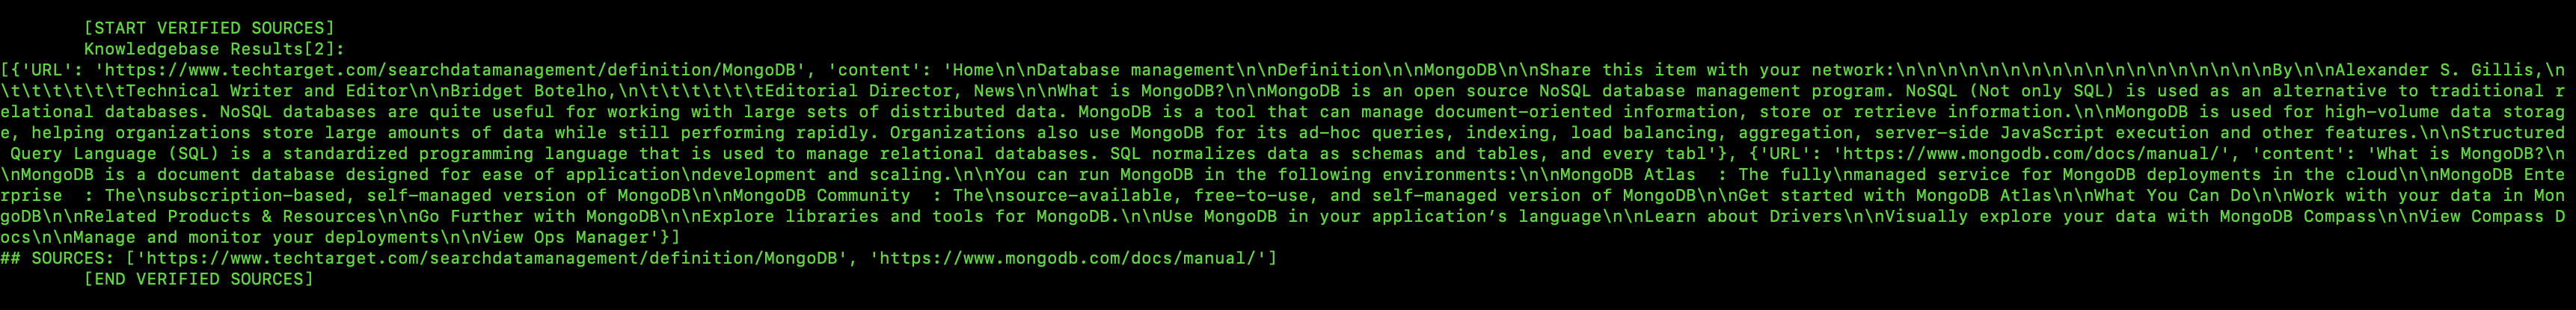 [START VERIFIED SOURCES]
Knowledgebase Results[2]:
[{'URL': 'https://www.techtarget.com/searchdatamanagement/definition/MongoDB', 'content': 'Home\n\nDatabase management\n\nDefinition\n\nMongoDB\n\nShare this item with your network:\n\n\n\n\n\n\n\n\n\n\n\n\n\n\n\n\n\nBy\n\nAlexander S. Gillis,\n
\t\t\t\t\t\tTechnical Writer and Editor\n\nBridget Botelho,\n\t\t\t\t\t\tEditorial Director, News\n\nWhat is MongoDB?\n\nMongoDB is an open source NoSQL database management program. NoSQL (Not only SQL) is used as an alternative to traditional r
elational databases. NoSQL databases are quite useful for working with large sets of distributed data. MongoDB is a tool that can manage document-oriented information, store or retrieve information.\n\nMongoDB is used for high-volume data storag
e, helping organizations store large amounts of data while still performing rapidly. Organizations also use MongoDB for its ad-hoc queries, indexing, load balancing, aggregation, server-side JavaScript execution and other features.\n\nStructured
 Query Language (SQL) is a standardized programming language that is used to manage relational databases. SQL normalizes data as schemas and tables, and every tabl'}, {'URL': 'https://www.mongodb.com/docs/manual/', 'content': 'What is MongoDB?\n
\nMongoDB is a document database designed for ease of application\ndevelopment and scaling.\n\nYou can run MongoDB in the following environments:\n\nMongoDB Atlas  : The fully\nmanaged service for MongoDB deployments in the cloud\n\nMongoDB Ente
rprise  : The\nsubscription-based, self-managed version of MongoDB\n\nMongoDB Community  : The\nsource-available, free-to-use, and self-managed version of MongoDB\n\nGet started with MongoDB Atlas\n\nWhat You Can Do\n\nWork with your data in Mon
goDB\n\nRelated Products & Resources\n\nGo Further with MongoDB\n\nExplore libraries and tools for MongoDB.\n\nUse MongoDB in your application’s language\n\nLearn about Drivers\n\nVisually explore your data with MongoDB Compass\n\nView Compass D
ocs\n\nManage and monitor your deployments\n\nView Ops Manager'}]
## SOURCES: ['https://www.techtarget.com/searchdatamanagement/definition/MongoDB', 'https://www.mongodb.com/docs/manual/']
[END VERIFIED SOURCES]